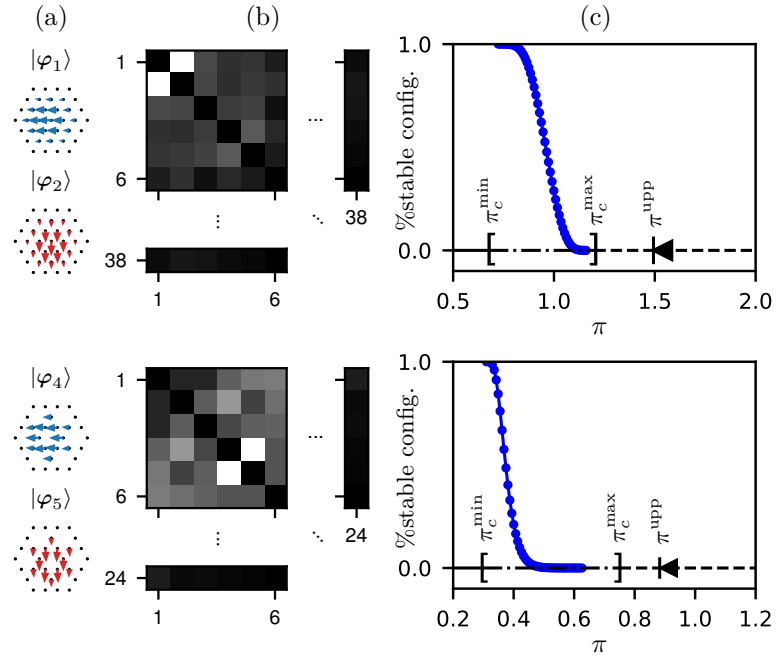 (a) (b) (c)
|φ₁⟩
|φ₂⟩
1
6
38
1 6
...
⋮
⋱
38
%stable config.
1.0
0.0
π_c^min
π_c^max
π^upp
0.5 1.0 1.5 2.0
π
|φ₄⟩
|φ₅⟩
1
6
24
1 6
...
⋮
⋱
24
%stable config.
1.0
0.0
π_c^min
π_c^max
π^upp
0.2 0.4 0.6 0.8 1.0 1.2
π